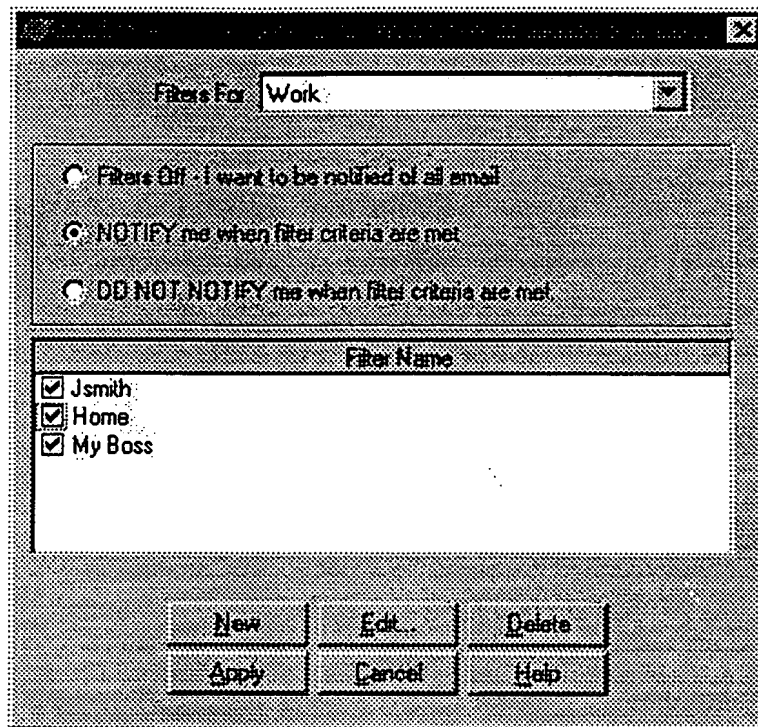 Filters For Work
Filters Off - I want to be notified of all email
NOTIFY me when filter criteria are met
DO NOT NOTIFY me when filter criteria are met.
Filter Name
Jsmith
Home
My Boss
New Edit... Delete
Apply Cancel Help